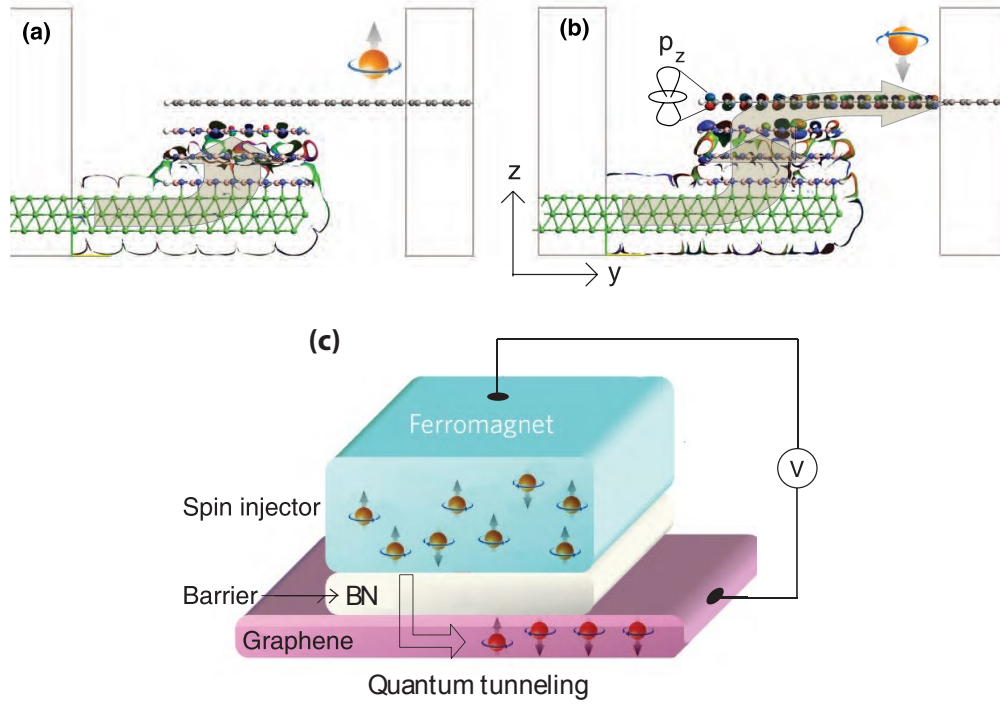 (a)
(b)
p
z
z
y
(c)
Ferromagnet
Spin injector
V
Barrier
BN
Graphene
Quantum tunneling